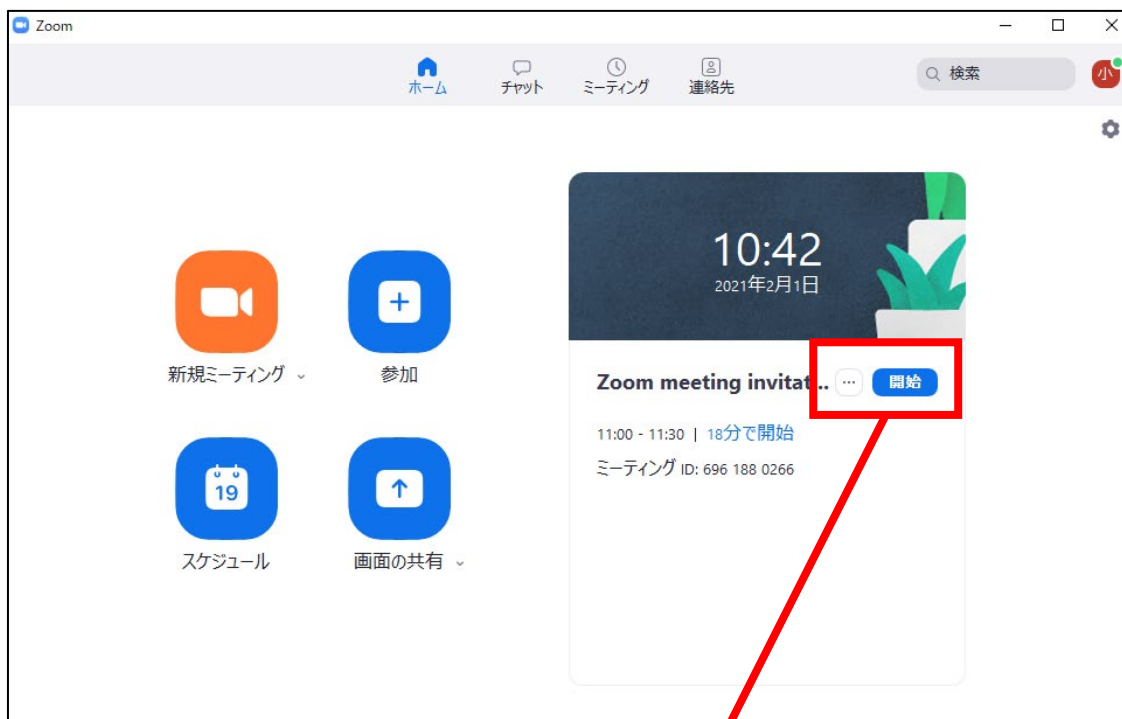 Zoom
ホーム
チャット
ミーティング
連絡先
検索
小
10:42
2021年2月1日
新規ミーティング
参加
Zoom meeting invitat... ... 開始
11:00 - 11:30 | 18分で開始
ミーティング ID: 696 188 0266
19
スケジュール
画面の共有